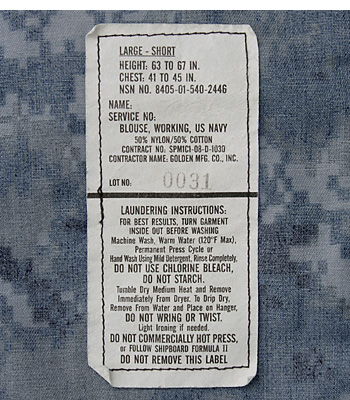 LARGE - SHORT
HEIGHT: 63 TO 67 IN.
CHEST: 41 TO 45 IN.
NSN NO. 8405-01-540-2446
NAME:
SERVICE NO:
BLOUSE, WORKING, US NAVY
50% NYLON/50% COTTON
CONTRACT NO: SPM1C1-08-D-1030
CONTRACTOR NAME: GOLDEN MFG. CO., INC.
LOT NO: 0031
LAUNDERING INSTRUCTIONS:
FOR BEST RESULTS, TURN GARMENT
INSIDE OUT BEFORE WASHING
Machine Wash, Warm Water (120°F Max),
Permanent Press Cycle or
Hand Wash Using Mild Detergent, Rinse Completely,
DO NOT USE CHLORINE BLEACH,
DO NOT STARCH.
Tumble Dry Medium Heat and Remove
Immediately From Dryer. To Drip Dry,
Remove From Water and Place on Hanger,
DO NOT WRING OR TWIST.
Light Ironing if needed.
DO NOT COMMERCIALLY HOT PRESS,
or FOLLOW SHIPBOARD FORMULA II
DO NOT REMOVE THIS LABEL